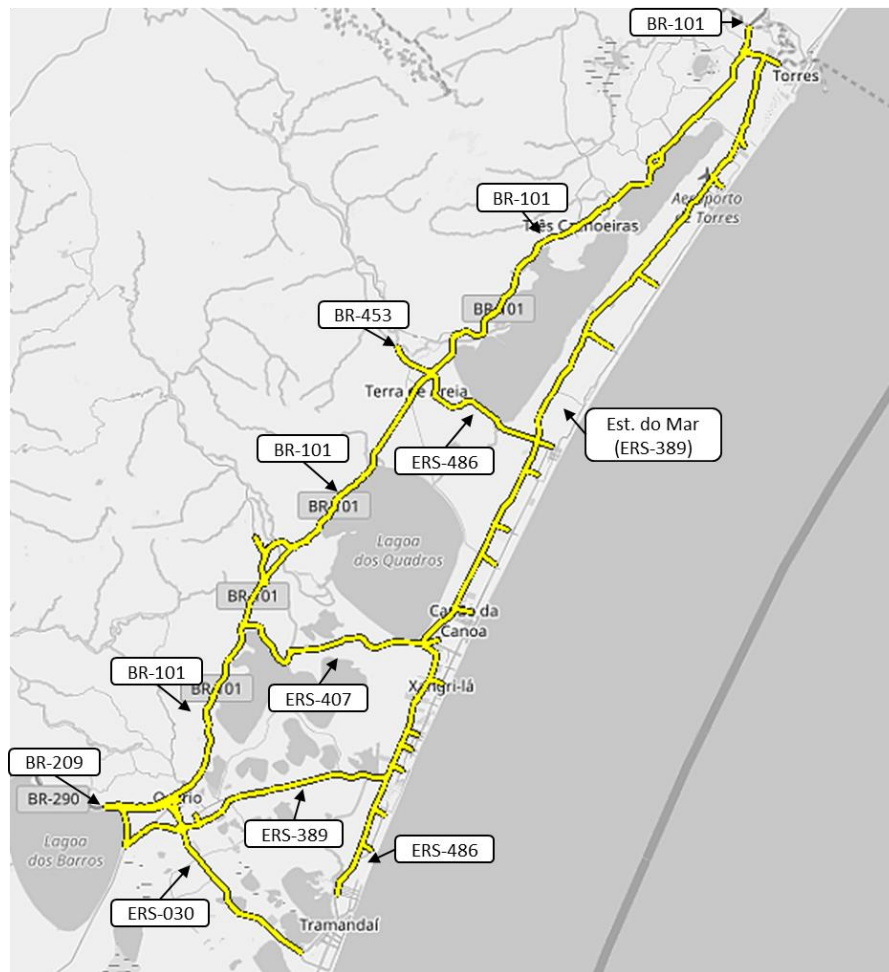 BR-101
Torres
Aeroporto
de Torres
BR-101
Três Cachoeiras
BR-101
BR-453
Terra de Areia
Est. do Mar
(ERS-389)
ERS-486
BR-101
BR-101
Lagoa
dos Quadros
BR-101
Capão da
Canoa
BR-101
BR-101
ERS-407
Xangri-lá
BR-209
BR-290
Osório
ERS-389
Lagoa
dos Barros
ERS-486
ERS-030
Tramandaí